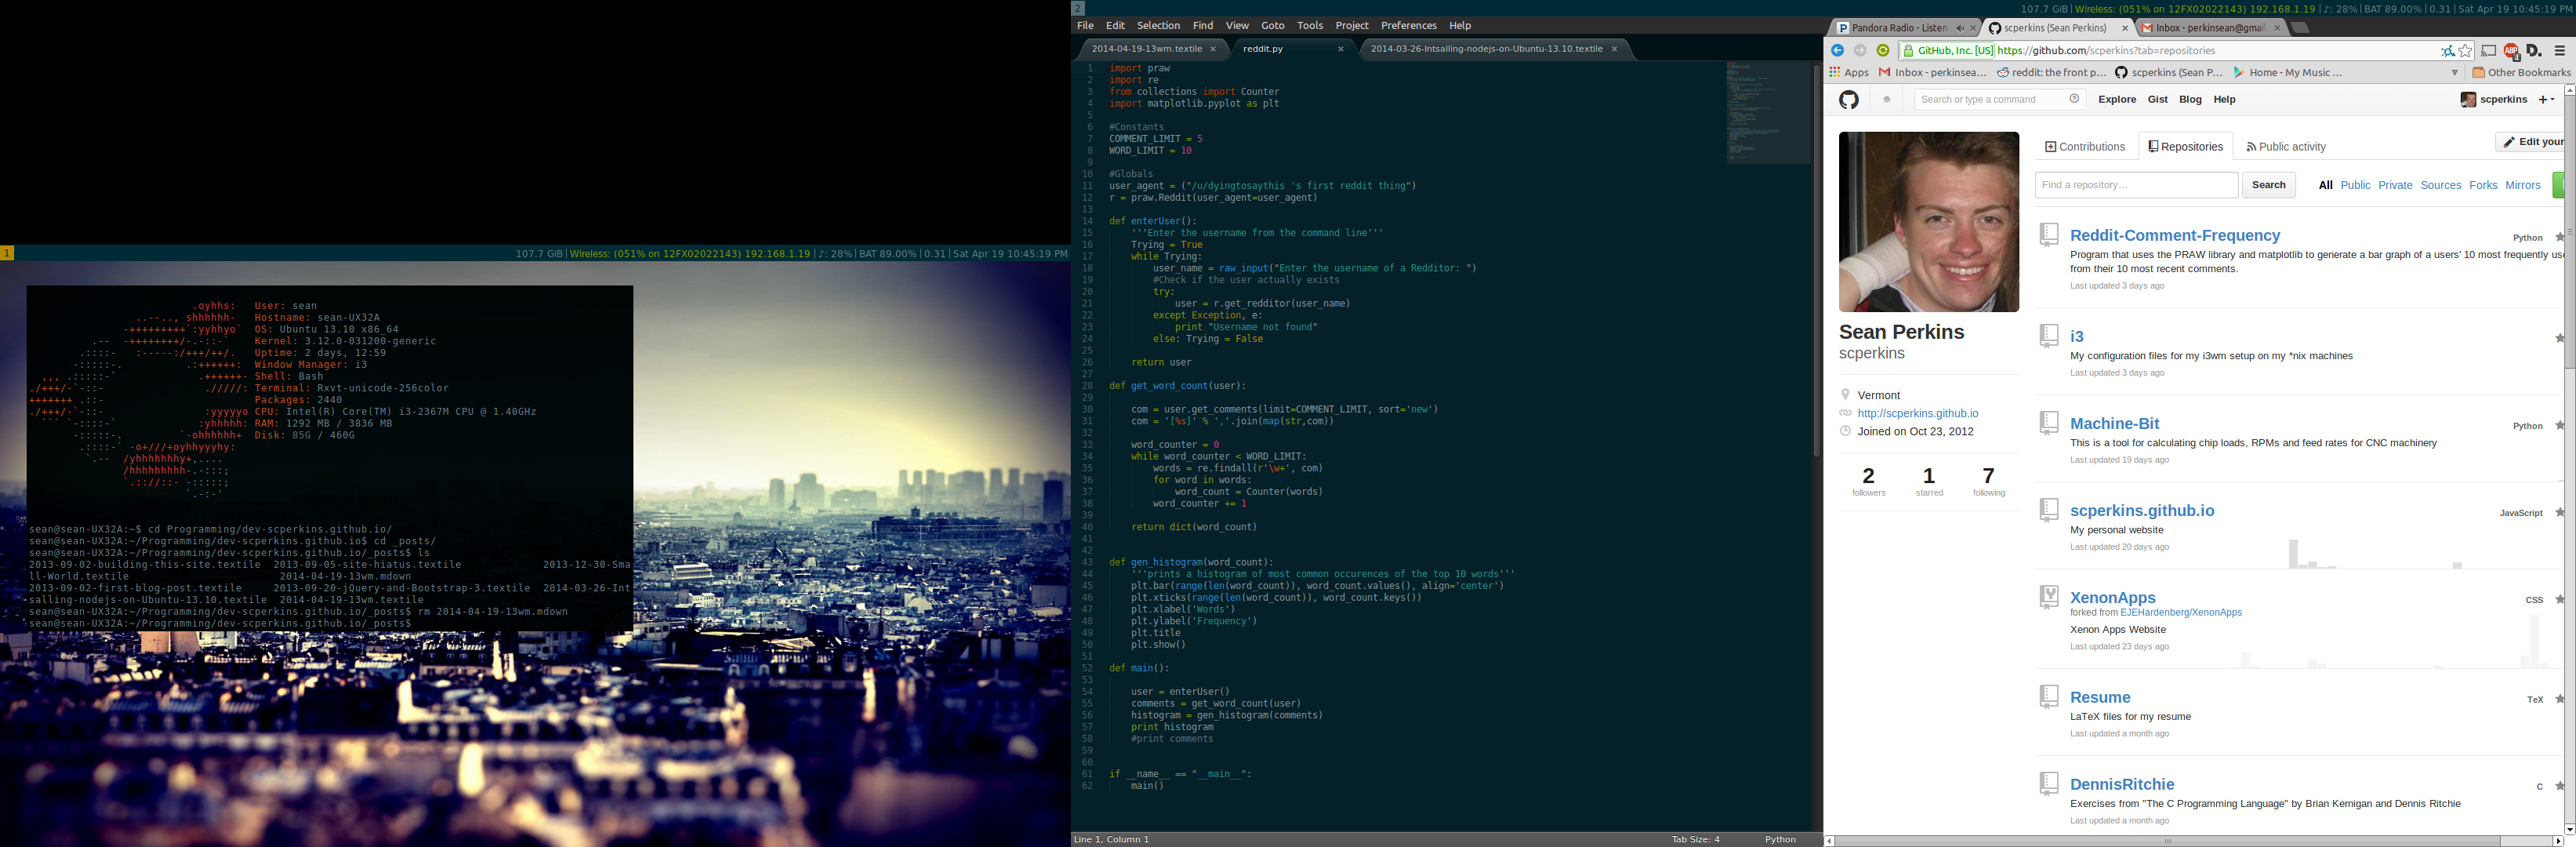 1
107.7 GiB | Wireless: (051% on 12FX02022143) 192.168.1.19 | ♪: 28% | BAT 89.00% | 0.31 | Sat Apr 19 10:45:19 PM
User: sean
Hostname: sean-UX32A
OS: Ubuntu 13.10 x86_64
Kernel: 3.12.0-031200-generic
Uptime: 2 days, 12:59
Window Manager: i3
Shell: Bash
Terminal: Rxvt-unicode-256color
Packages: 2440
CPU: Intel(R) Core(TM) i3-2367M CPU @ 1.40GHz
RAM: 1292 MB / 3836 MB
Disk: 85G / 460G
sean@sean-UX32A:~$ cd Programming/dev-scperkins.github.io/
sean@sean-UX32A:~/Programming/dev-scperkins.github.io$ cd _posts/
sean@sean-UX32A:~/Programming/dev-scperkins.github.io/_posts$ ls
2013-09-02-building-this-site.textile  2013-09-05-site-hiatus.textile  2013-12-30-Sma
ll-World.textile  2014-04-19-13wm.mdown
2013-09-02-first-blog-post.textile  2013-09-20-jQuery-and-Bootstrap-3.textile  2014-03-26-Int
salling-nodejs-on-Ubuntu-13.10.textile  2014-04-19-13wm.textile
sean@sean-UX32A:~/Programming/dev-scperkins.github.io/_posts$ rm 2014-04-19-13wm.mdown
sean@sean-UX32A:~/Programming/dev-scperkins.github.io/_posts$
2
107.7 GiB | Wireless: (051% on 12FX02022143) 192.168.1.19 | ♪: 28% | BAT 89.00% | 0.31 | Sat Apr 19 10:45:19 PM
File Edit Selection Find View Goto Tools Project Preferences Help
2014-04-19-13wm.textile × reddit.py × 2014-03-26-Intsalling-nodejs-on-Ubuntu-13.10.textile ×
1 import praw
2 import re
3 from collections import Counter
4 import matplotlib.pyplot as plt
5
6 #Constants
7 COMMENT_LIMIT = 5
8 WORD_LIMIT = 10
9
10 #Globals
11 user_agent = ("/u/dyingtosaythis 's first reddit thing")
12 r = praw.Reddit(user_agent=user_agent)
13
14 def enterUser():
15     '''Enter the username from the command line'''
16     Trying = True
17     while Trying:
18         user_name = raw_input("Enter the username of a Redditor: ")
19         #Check if the user actually exists
20         try:
21             user = r.get_redditor(user_name)
22         except Exception, e:
23             print "Username not found"
24         else: Trying = False
25
26     return user
27
28 def get_word_count(user):
29
30     com = user.get_comments(limit=COMMENT_LIMIT, sort='new')
31     com = '[%s]' % ','.join(map(str,com))
32
33     word_counter = 0
34     while word_counter < WORD_LIMIT:
35         words = re.findall(r'\w+', com)
36         for word in words:
37             word_count = Counter(words)
38         word_counter += 1
39
40     return dict(word_count)
41
42
43 def gen_histogram(word_count):
44     '''prints a histogram of most common occurences of the top 10 words'''
45     plt.bar(range(len(word_count)), word_count.values(), align='center')
46     plt.xticks(range(len(word_count)), word_count.keys())
47     plt.xlabel('Words')
48     plt.ylabel('Frequency')
49     plt.title
50     plt.show()
51
52 def main():
53
54     user = enterUser()
55     comments = get_word_count(user)
56     histogram = gen_histogram(comments)
57     print histogram
58     #print comments
59
60
61 if __name__ == "__main__":
62     main()
Line 1, Column 1 Tab Size: 4 Python
Pandora Radio - Listen × scperkins (Sean Perkins) × Inbox - perkinsean@gmail ×
GitHub, Inc. [US] https://github.com/scperkins?tab=repositories
ABP 4
Apps Inbox - perkinsea... reddit: the front p... scperkins (Sean P... Home - My Music ... Other Bookmarks
Search or type a command Explore Gist Blog Help scperkins
Contributions Repositories Public activity Edit your
Find a repository... Search All Public Private Sources Forks Mirrors
Sean Perkins
scperkins
Vermont
http://scperkins.github.io
Joined on Oct 23, 2012
2 1 7
followers starred following
Reddit-Comment-Frequency Python
Program that uses the PRAW library and matplotlib to generate a bar graph of a users' 10 most frequently use
from their 10 most recent comments.
Last updated 3 days ago
i3
My configuration files for my i3wm setup on my *nix machines
Last updated 3 days ago
Machine-Bit Python
This is a tool for calculating chip loads, RPMs and feed rates for CNC machinery
Last updated 19 days ago
scperkins.github.io JavaScript
My personal website
Last updated 20 days ago
XenonApps CSS
forked from EJEHardenberg/XenonApps
Xenon Apps Website
Last updated 23 days ago
Resume TeX
LaTeX files for my resume
Last updated a month ago
DennisRitchie C
Exercises from "The C Programming Language" by Brian Kernigan and Dennis Ritchie
Last updated a month ago